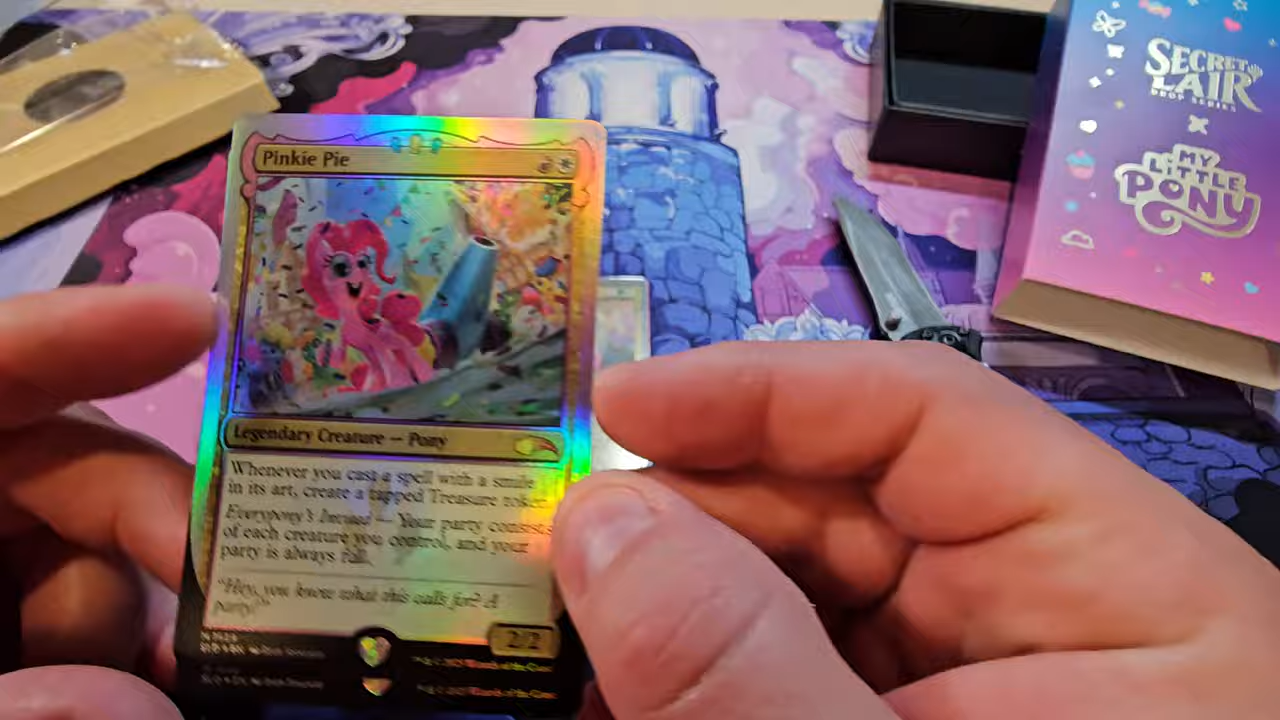 Pinkie Pie
Legendary Creature — Pony
Whenever you cast a spell with a smile
in its art, create a tapped Treasure token.
Everypony's Invited — Your party consists
of each creature you control, and your
party is always full.
"Hey, you know what this calls for? A
party!"
2/2
SECRET
LAIR
DROP SERIES
X
MY
LITTLE
PONY